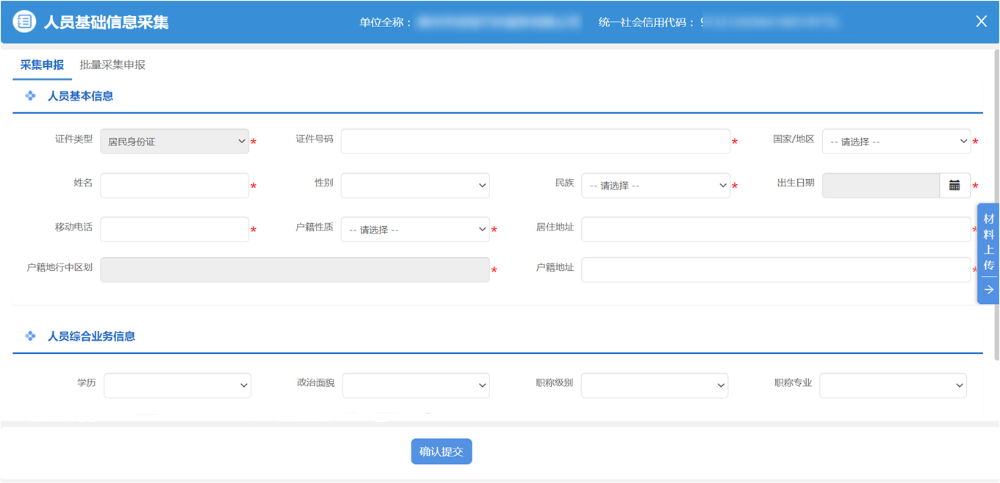 人员基础信息采集 单位全称： 统一社会信用代码： 9
采集申报 批量采集申报
人员基本信息
证件类型 居民身份证 * 证件号码 * 国家/地区 -- 请选择 -- *
姓名 * 性别 民族 -- 请选择 -- * 出生日期 *
移动电话 * 户籍性质 -- 请选择 -- * 居住地址 *
户籍地行中区划 * 户籍地址 *
材料上传
人员综合业务信息
学历 政治面貌 职称级别 职称专业
确认提交